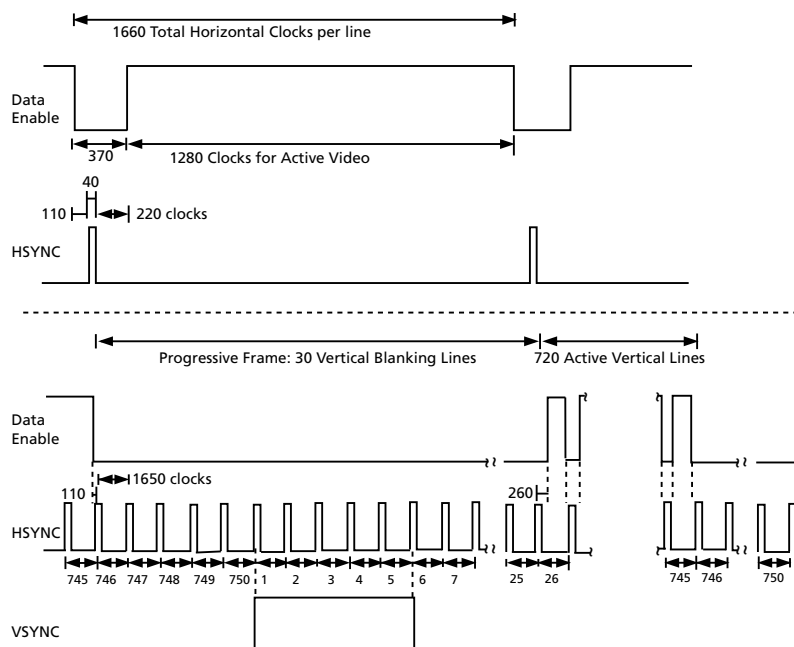 1660 Total Horizontal Clocks per line
Data
Enable
370
1280 Clocks for Active Video
40
110
220 clocks
HSYNC
Progressive Frame: 30 Vertical Blanking Lines
720 Active Vertical Lines
Data
Enable
1650 clocks
110
260
HSYNC
745 746 747 748 749 750 1 2 3 4 5 6 7 25 26 745 746 750
VSYNC